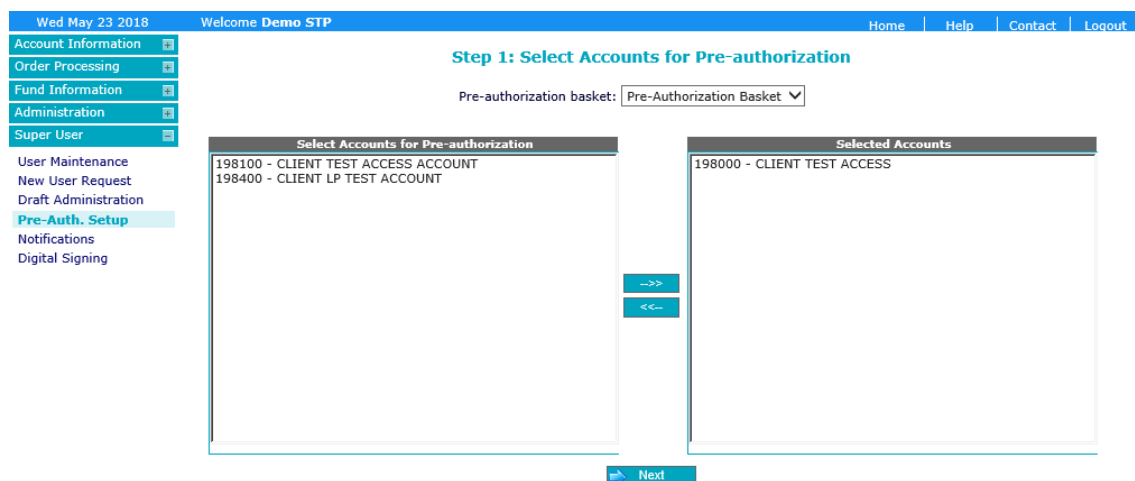 Wed May 23 2018 Welcome Demo STP Home Help Contact Logout
Account Information
Order Processing
Fund Information
Administration
Super User
User Maintenance
New User Request
Draft Administration
Pre-Auth. Setup
Notifications
Digital Signing
Step 1: Select Accounts for Pre-authorization
Pre-authorization basket: Pre-Authorization Basket
Select Accounts for Pre-authorization
198100 - CLIENT TEST ACCESS ACCOUNT
198400 - CLIENT LP TEST ACCOUNT
-->>
<<--
Selected Accounts
198000 - CLIENT TEST ACCESS
Next